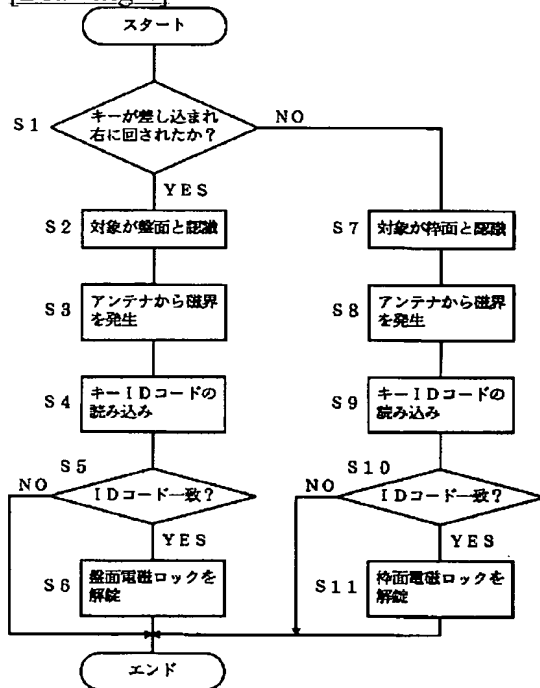 スタート
S1
キーが差し込まれ
右に回されたか？
NO
YES
S2
対象が盤面と認識
S3
アンテナから磁界
を発生
S4
キーIDコードの
読み込み
S5
NO
IDコード一致？
YES
S6
盤面電磁ロックを
解錠
S7
対象が枠面と認識
S8
アンテナから磁界
を発生
S9
キーIDコードの
読み込み
S10
NO
IDコード一致？
YES
S11
枠面電磁ロックを
解錠
エンド